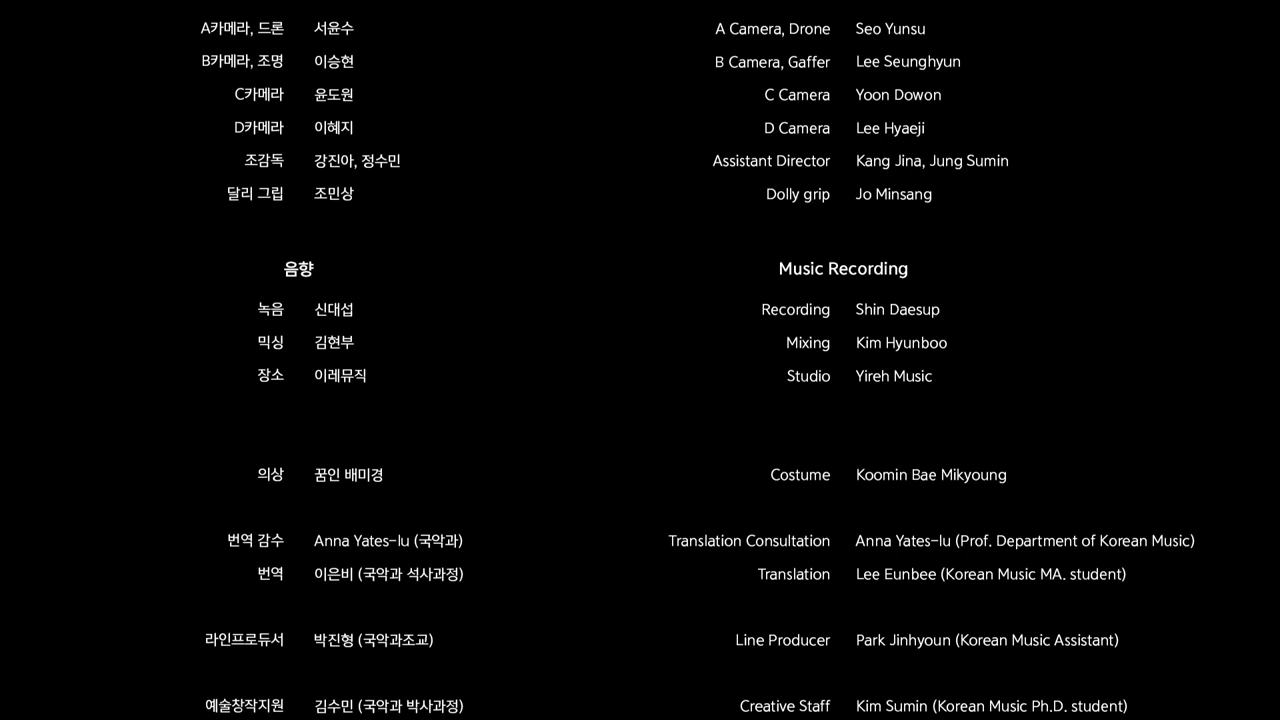 A카메라, 드론 서윤수 A Camera, Drone Seo Yunsu
B카메라, 조명 이승현 B Camera, Gaffer Lee Seunghyun
C카메라 윤도원 C Camera Yoon Dowon
D카메라 이혜지 D Camera Lee Hyaeji
조감독 강진아, 정수민 Assistant Director Kang Jina, Jung Sumin
달리 그립 조민상 Dolly grip Jo Minsang
음향 Music Recording
녹음 신대섭 Recording Shin Daesup
믹싱 김현부 Mixing Kim Hyunboo
장소 이레뮤직 Studio Yireh Music
의상 꿈인 배미경 Costume Koomin Bae Mikyoung
번역 감수 Anna Yates-lu (국악과) Translation Consultation Anna Yates-lu (Prof. Department of Korean Music)
번역 이은비 (국악과 석사과정) Translation Lee Eunbee (Korean Music MA. student)
라인프로듀서 박진형 (국악과조교) Line Producer Park Jinhyoun (Korean Music Assistant)
예술창작지원 김수민 (국악과 박사과정) Creative Staff Kim Sumin (Korean Music Ph.D. student)